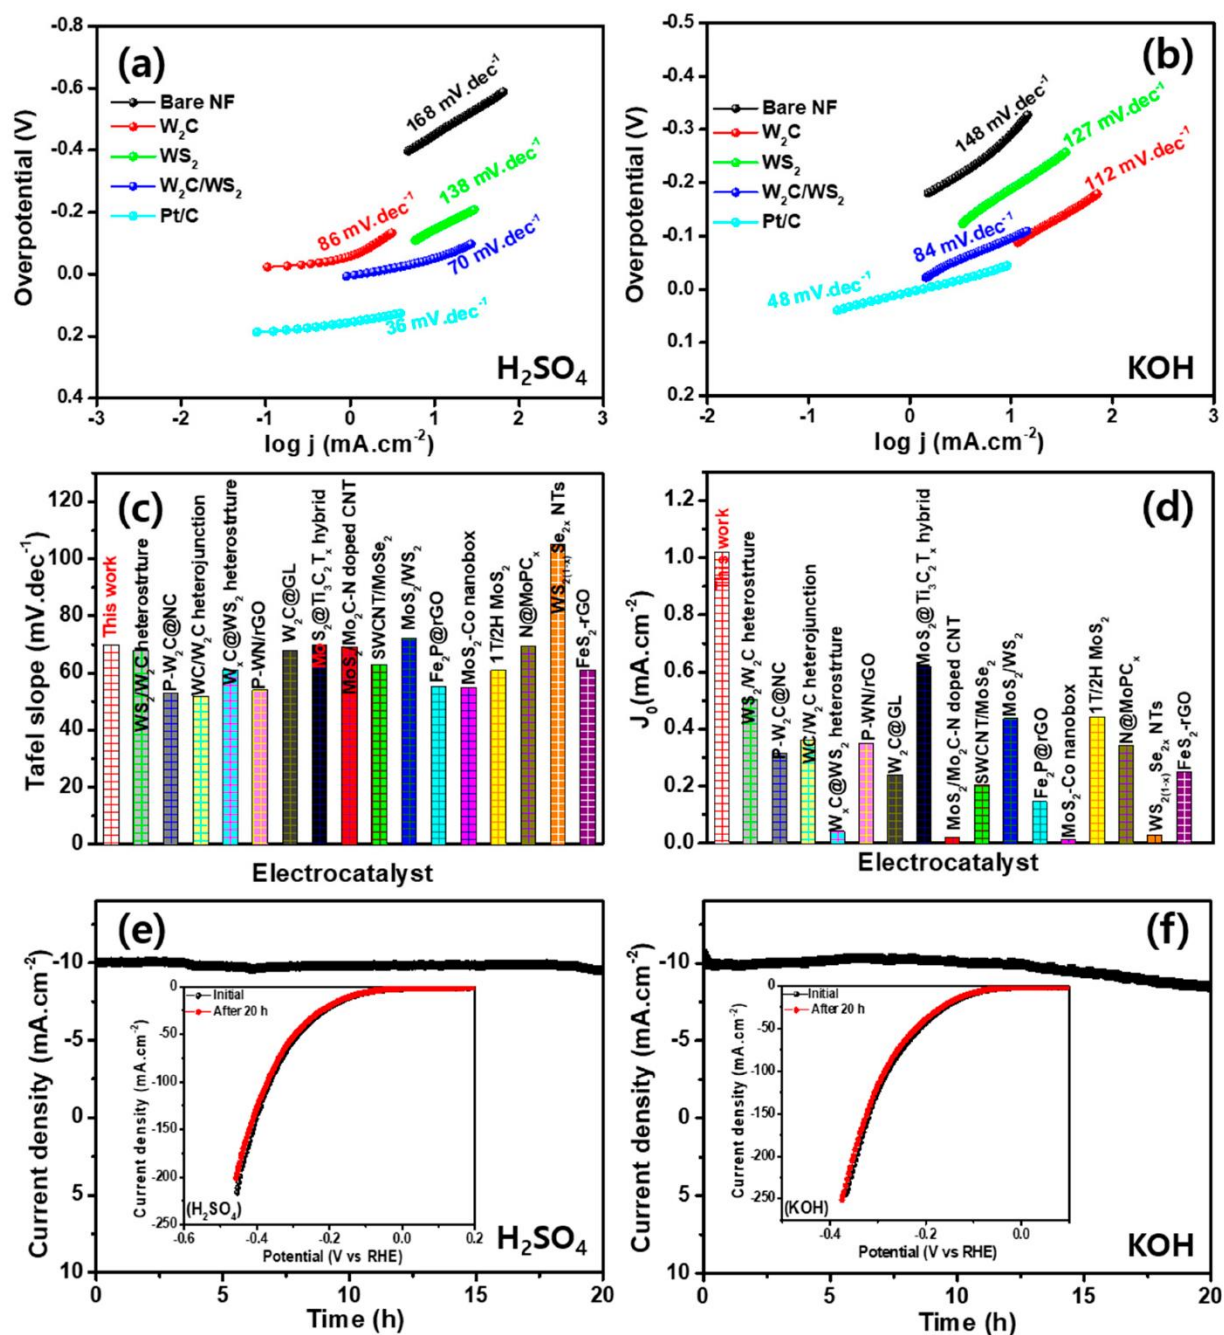 (a)
Bare NF
W₂C
WS₂
W₂C/WS₂
Pt/C
168 mV.dec⁻¹
138 mV.dec⁻¹
86 mV.dec⁻¹
70 mV.dec⁻¹
36 mV.dec⁻¹
H₂SO₄
Overpotential (V)
-0.8
-0.6
-0.4
-0.2
0.0
0.2
0.4
-3 -2 -1 0 1 2 3
log j (mA.cm⁻²)
(b)
Bare NF
W₂C
WS₂
W₂C/WS₂
Pt/C
148 mV.dec⁻¹
127 mV.dec⁻¹
112 mV.dec⁻¹
84 mV.dec⁻¹
48 mV.dec⁻¹
KOH
Overpotential (V)
-0.5
-0.4
-0.3
-0.2
-0.1
0.0
0.1
0.2
-2 -1 0 1 2 3
log j (mA.cm⁻²)
(c)
Tafel slope (mV.dec⁻¹)
120
100
80
60
40
20
0
This work
WS₂/W₂C heterostrture
P-W₂C@NC
WC/W₂C heterojunction
WₓC@WS₂ heterostrture
P-WN/rGO
W₂C@GL
MoS₂@Ti₃C₂Tₓ hybrid
MoS₂/Mo₂C-N doped CNT
SWCNT/MoSe₂
MoS₂/WS₂
Fe₂P@rGO
MoS₂-Co nanobox
1T/2H MoS₂
N@MoPCₓ
WS₂₍₁₋ₓ₎Se₂ₓ NTs
FeS₂-rGO
Electrocatalyst
(d)
J₀(mA.cm⁻²)
1.2
1.0
0.8
0.6
0.4
0.2
0.0
This work
WS₂/W₂C heterostrture
P-W₂C@NC
WC/W₂C heterojunction
WₓC@WS₂ heterostrture
P-WN/rGO
W₂C@GL
MoS₂@Ti₃C₂Tₓ hybrid
MoS₂/Mo₂C-N doped CNT
SWCNT/MoSe₂
MoS₂/WS₂
Fe₂P@rGO
MoS₂-Co nanobox
1T/2H MoS₂
N@MoPCₓ
WS₂₍₁₋ₓ₎Se₂ₓ NTs
FeS₂-rGO
Electrocatalyst
(e)
Current density (mA.cm⁻²)
-10
-5
0
5
10
0 5 10 15 20
Time (h)
H₂SO₄
Initial
After 20 h
Current density (mA.cm⁻²)
0
-50
-100
-150
-200
-250
(H₂SO₄)
-0.6 -0.4 -0.2 0.0 0.2
Potential (V vs RHE)
(f)
Current density (mA.cm⁻²)
-10
-5
0
5
10
0 5 10 15 20
Time (h)
KOH
Initial
After 20 h
Current density (mA.cm⁻²)
0
-50
-100
-150
-200
-250
(KOH)
-0.4 -0.2 0.0
Potential (V vs RHE)